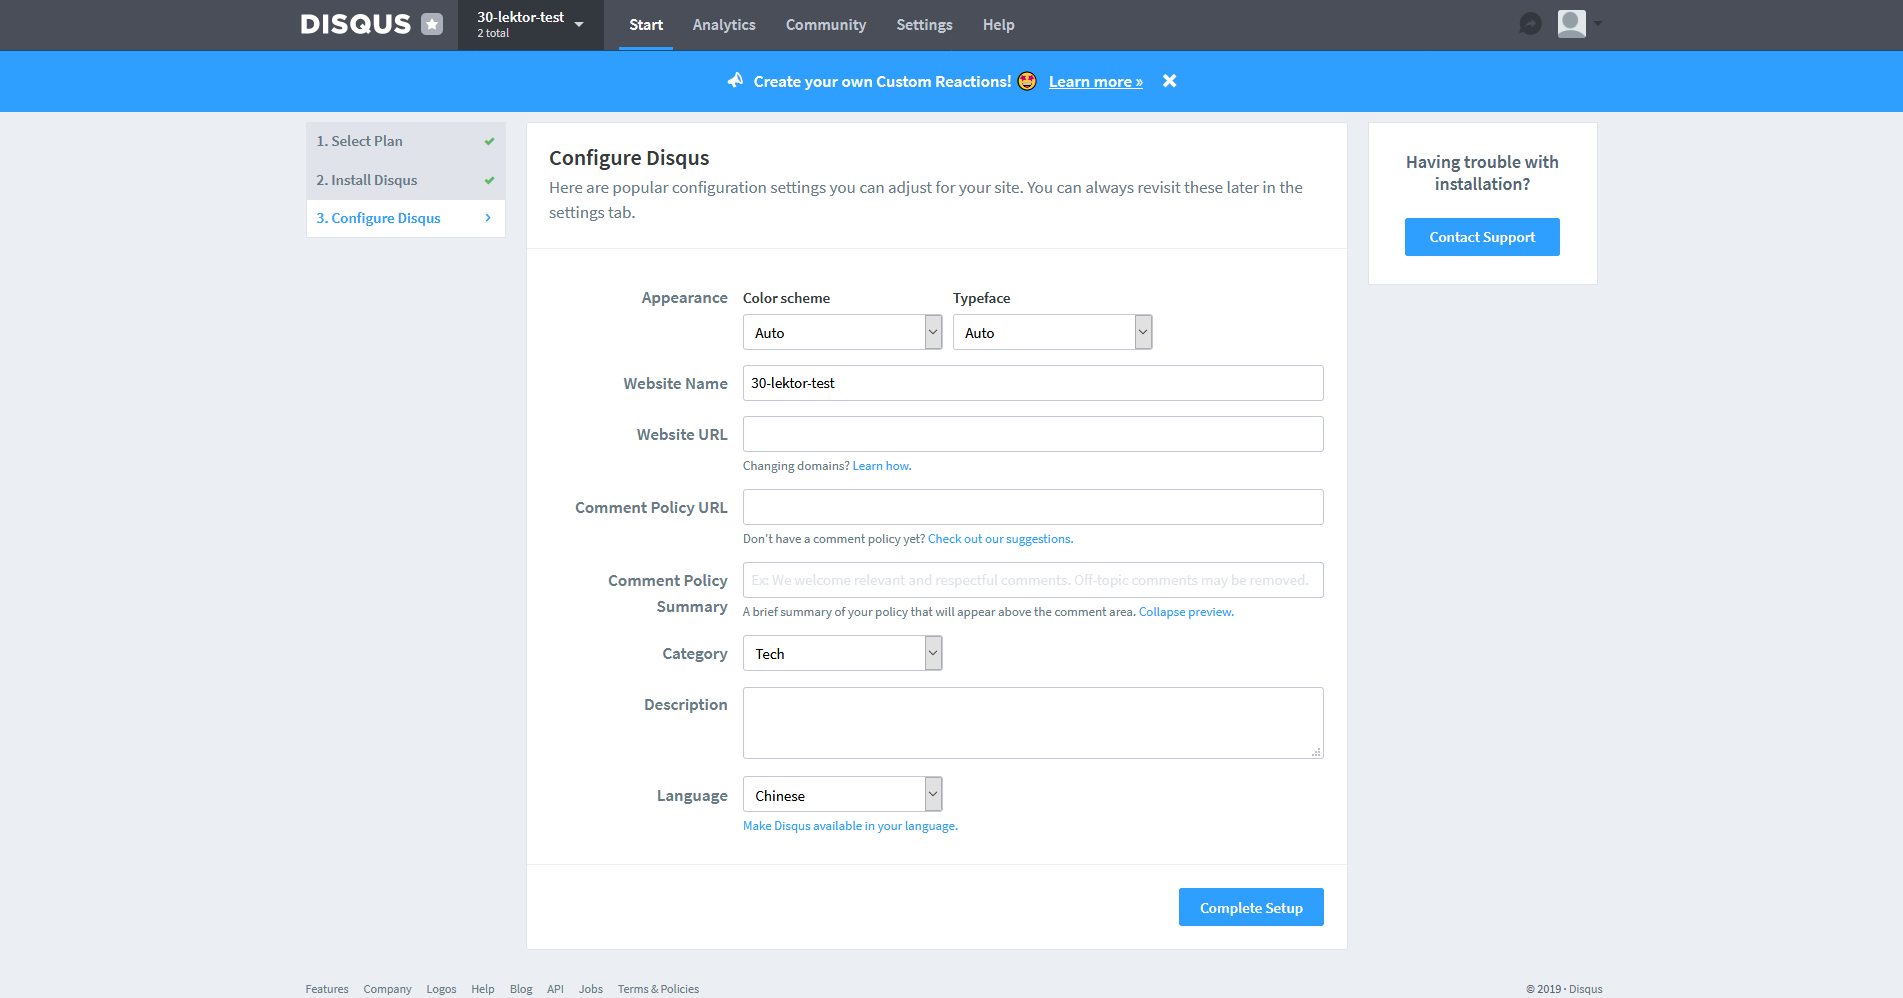 DISQUS
30-lektor-test
2 total
Start
Analytics
Community
Settings
Help
Create your own Custom Reactions! 🤩 Learn more »
1. Select Plan
2. Install Disqus
3. Configure Disqus
Configure Disqus
Here are popular configuration settings you can adjust for your site. You can always revisit these later in the
settings tab.
Appearance
Color scheme
Typeface
Auto
Auto
Website Name
30-lektor-test
Website URL
Changing domains? Learn how.
Comment Policy URL
Don't have a comment policy yet? Check out our suggestions.
Comment Policy
Summary
Ex: We welcome relevant and respectful comments. Off-topic comments may be removed.
A brief summary of your policy that will appear above the comment area. Collapse preview.
Category
Tech
Description
Language
Chinese
Make Disqus available in your language.
Complete Setup
Having trouble with
installation?
Contact Support
Features
Company
Logos
Help
Blog
API
Jobs
Terms & Policies
© 2019 · Disqus